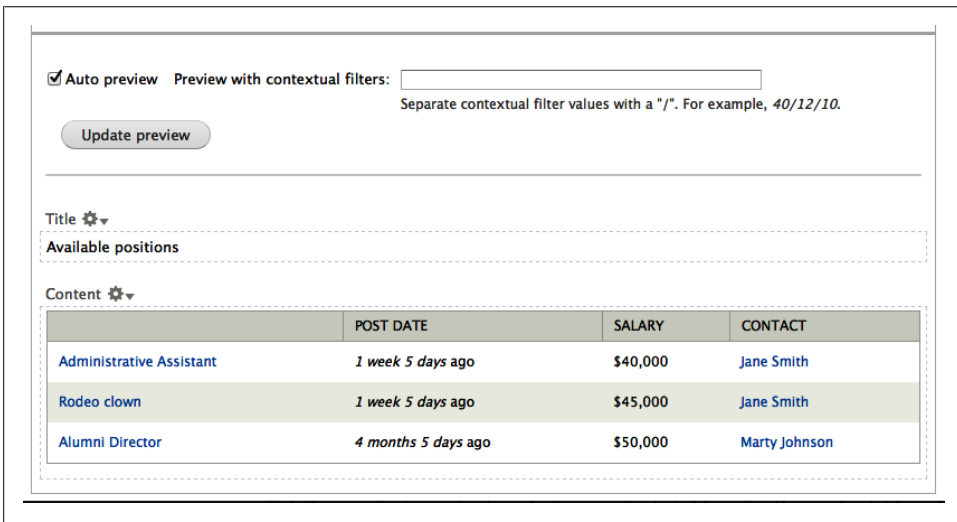 Auto preview Preview with contextual filters:
Separate contextual filter values with a "/". For example, 40/12/10.
Update preview
Title
Available positions
Content
POST DATE SALARY CONTACT
Administrative Assistant 1 week 5 days ago $40,000 Jane Smith
Rodeo clown 1 week 5 days ago $45,000 Jane Smith
Alumni Director 4 months 5 days ago $50,000 Marty Johnson